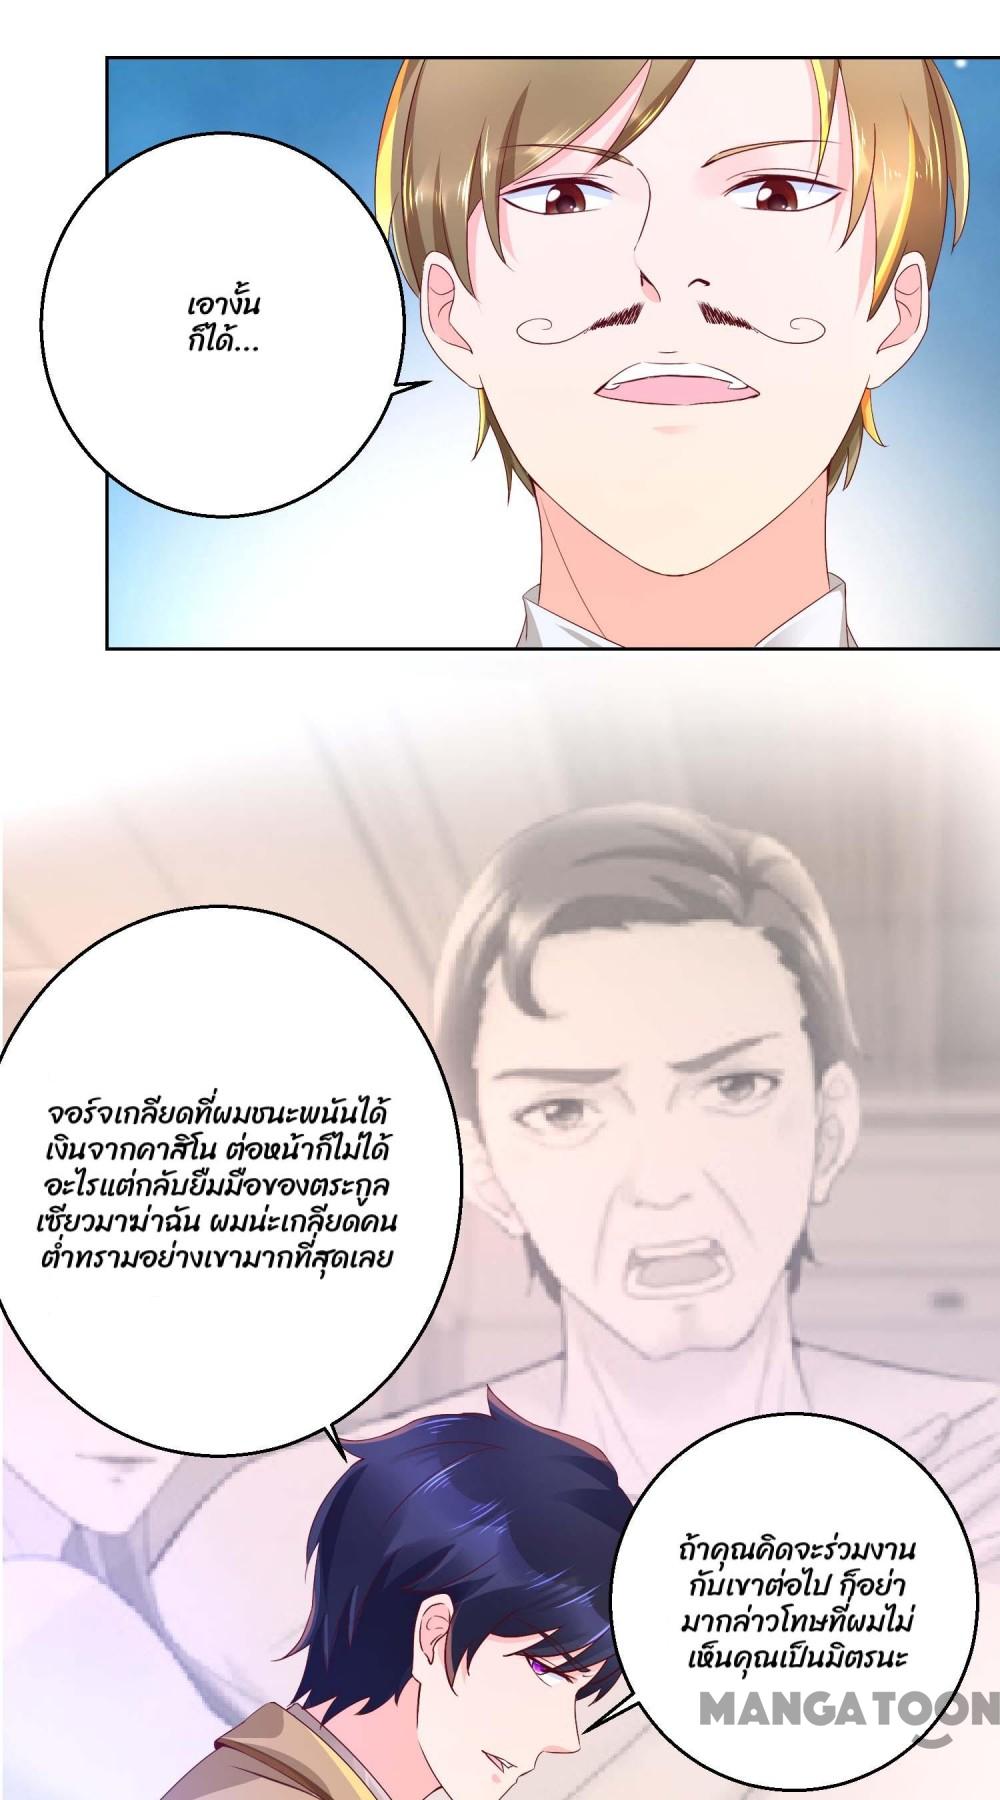 เอางั้น
ก็ได้...
จอร์จเกลียดที่ผมชนะพนันได้
เงินจากคาสิโน ต่อหน้าก็ไม่ได้
อะไรแต่กลับยืมมือของตระกูล
เซียวมาฆ่าฉัน ผมน่ะเกลียดคน
ต่ำทรามอย่างเขามากที่สุดเลย
ถ้าคุณคิดจะร่วมงาน
กับเขาต่อไป ก็อย่า
มากล่าวโทษที่ผมไม่
เห็นคุณเป็นมิตรนะ
MANGATOON